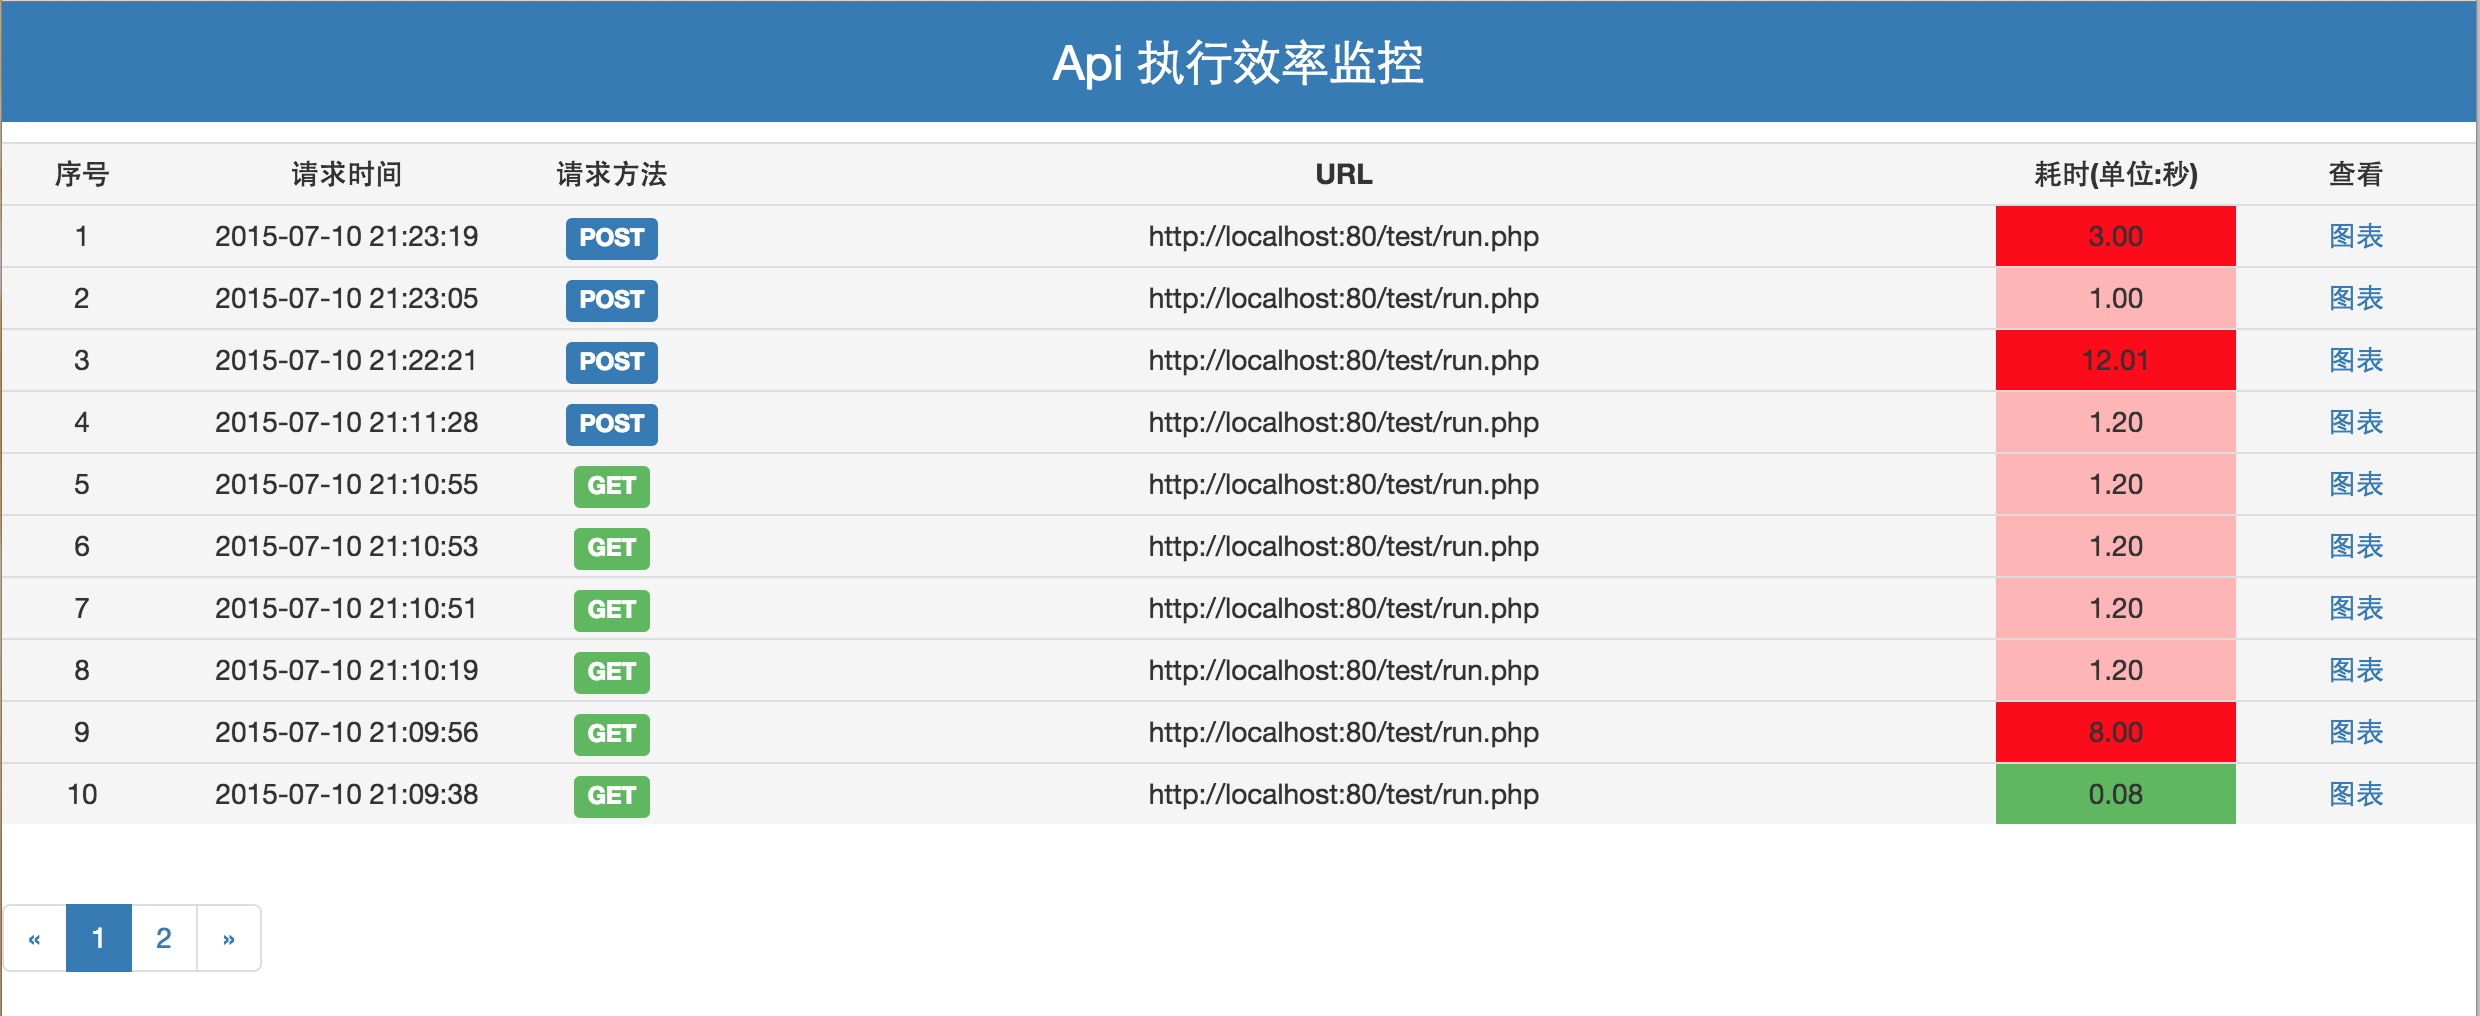 Api 执行效率监控
序号 请求时间 请求方法 URL 耗时(单位:秒) 查看
1 2015-07-10 21:23:19 POST http://localhost:80/test/run.php 3.00 图表
2 2015-07-10 21:23:05 POST http://localhost:80/test/run.php 1.00 图表
3 2015-07-10 21:22:21 POST http://localhost:80/test/run.php 12.01 图表
4 2015-07-10 21:11:28 POST http://localhost:80/test/run.php 1.20 图表
5 2015-07-10 21:10:55 GET http://localhost:80/test/run.php 1.20 图表
6 2015-07-10 21:10:53 GET http://localhost:80/test/run.php 1.20 图表
7 2015-07-10 21:10:51 GET http://localhost:80/test/run.php 1.20 图表
8 2015-07-10 21:10:19 GET http://localhost:80/test/run.php 1.20 图表
9 2015-07-10 21:09:56 GET http://localhost:80/test/run.php 8.00 图表
10 2015-07-10 21:09:38 GET http://localhost:80/test/run.php 0.08 图表
« 1 2 »